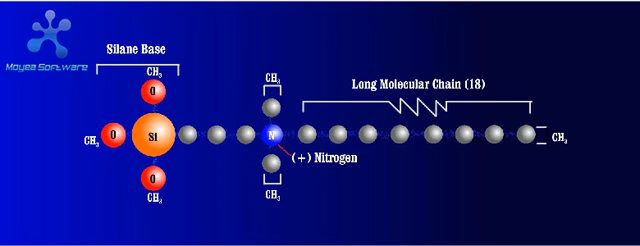 Moyea Software
Silane Base
CH3
O
CH3
O
Si
O
CH3
CH3
N
(+) Nitrogen
CH3
Long Molecular Chain (18)
CH3